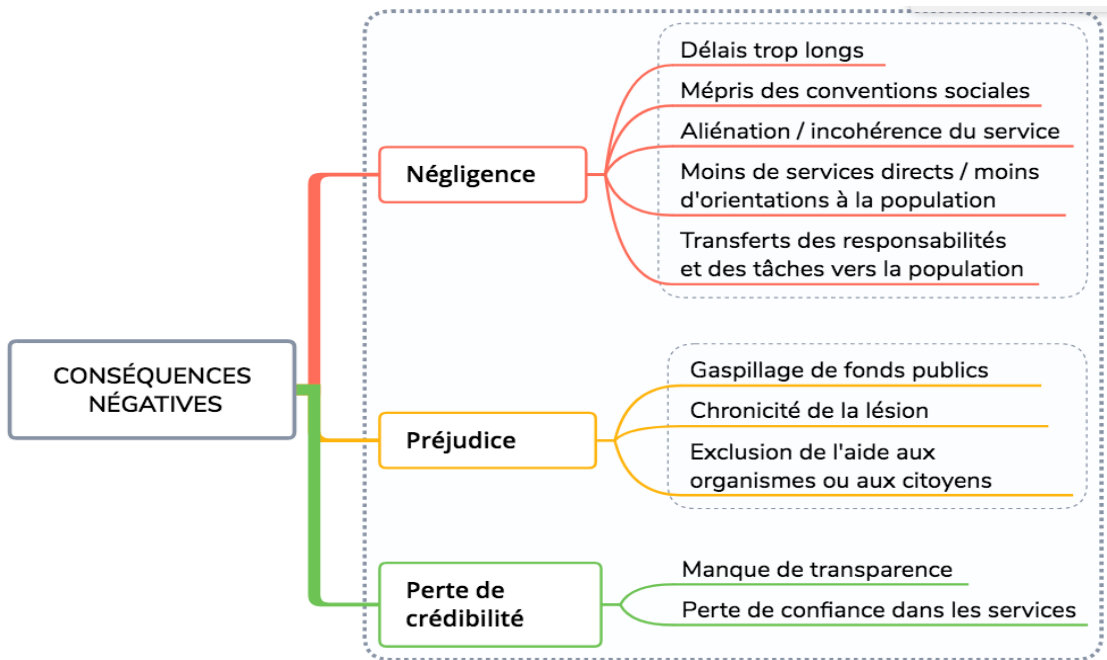 CONSÉQUENCES
NÉGATIVES
Négligence
Délais trop longs
Mépris des conventions sociales
Aliénation / incohérence du service
Moins de services directs / moins
d'orientations à la population
Transferts des responsabilités
et des tâches vers la population
Préjudice
Gaspillage de fonds publics
Chronicité de la lésion
Exclusion de l'aide aux
organismes ou aux citoyens
Perte de
crédibilité
Manque de transparence
Perte de confiance dans les services